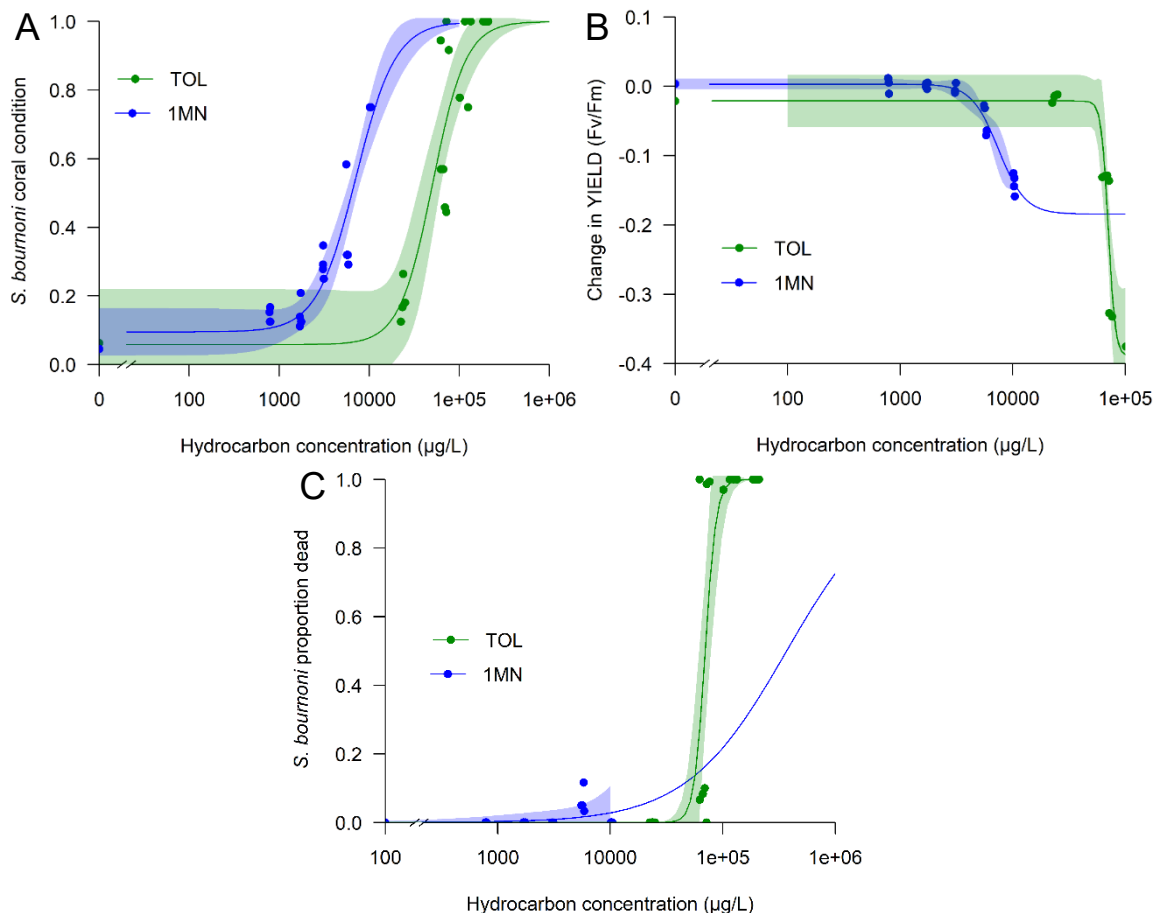 A
S. bournoni coral condition
1.0
0.8
0.6
0.4
0.2
0.0
TOL
1MN
0
100
1000
10000
1e+05
1e+06
Hydrocarbon concentration (µg/L)
B
Change in YIELD (Fv/Fm)
0.0
-0.1
-0.2
-0.3
-0.4
TOL
1MN
0
100
1000
10000
1e+05
Hydrocarbon concentration (µg/L)
C
S. bournoni proportion dead
1.0
0.8
0.6
0.4
0.2
0.0
TOL
1MN
100
1000
10000
1e+05
1e+06
Hydrocarbon concentration (µg/L)